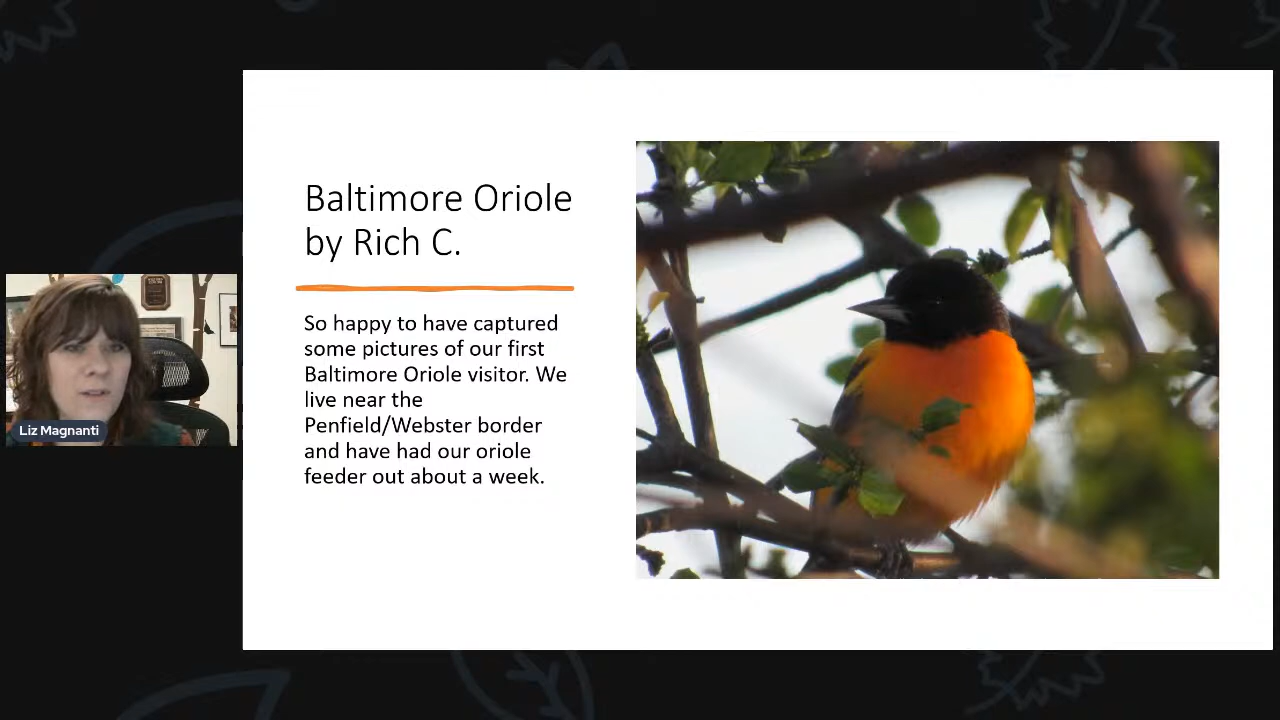 Baltimore Oriole
by Rich C.
So happy to have captured
some pictures of our first
Baltimore Oriole visitor. We
live near the
Penfield/Webster border
and have had our oriole
feeder out about a week.
Liz Magnanti